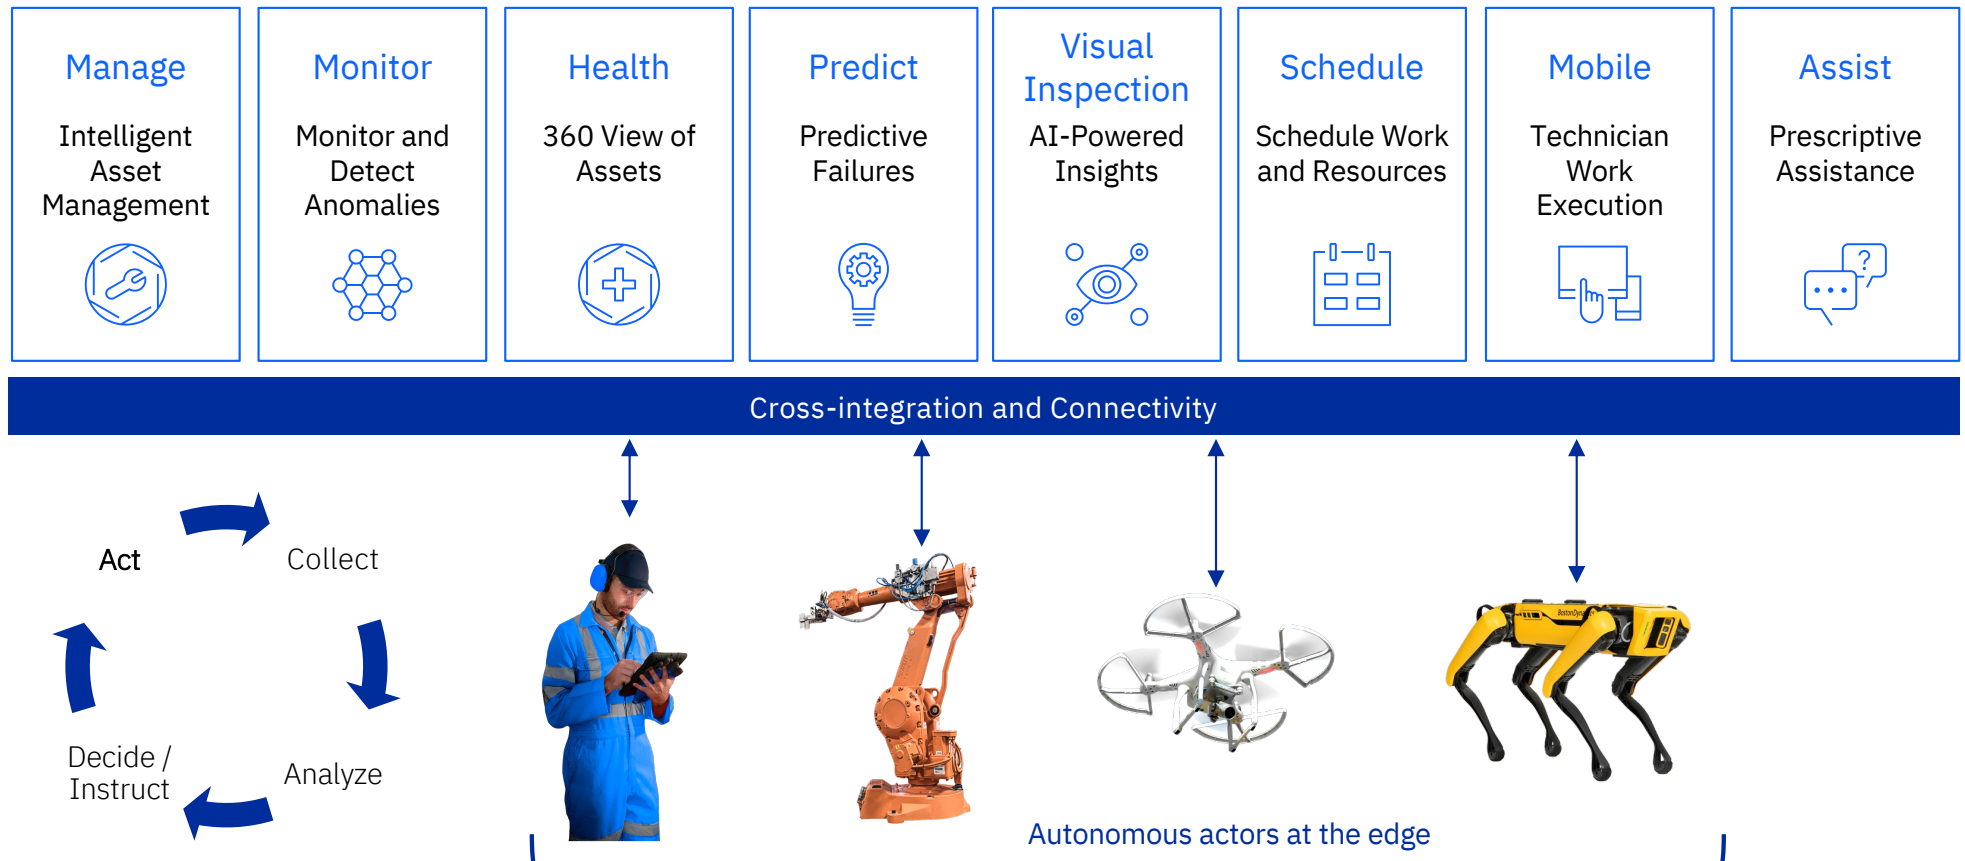 Manage
Intelligent
Asset
Management
Monitor
Monitor and
Detect
Anomalies
Health
360 View of
Assets
Predict
Predictive
Failures
Visual
Inspection
AI-Powered
Insights
Schedule
Schedule Work
and Resources
Mobile
Technician
Work
Execution
Assist
Prescriptive
Assistance
?
Cross-integration and Connectivity
Act
Collect
Decide /
Instruct
Analyze
Autonomous actors at the edge